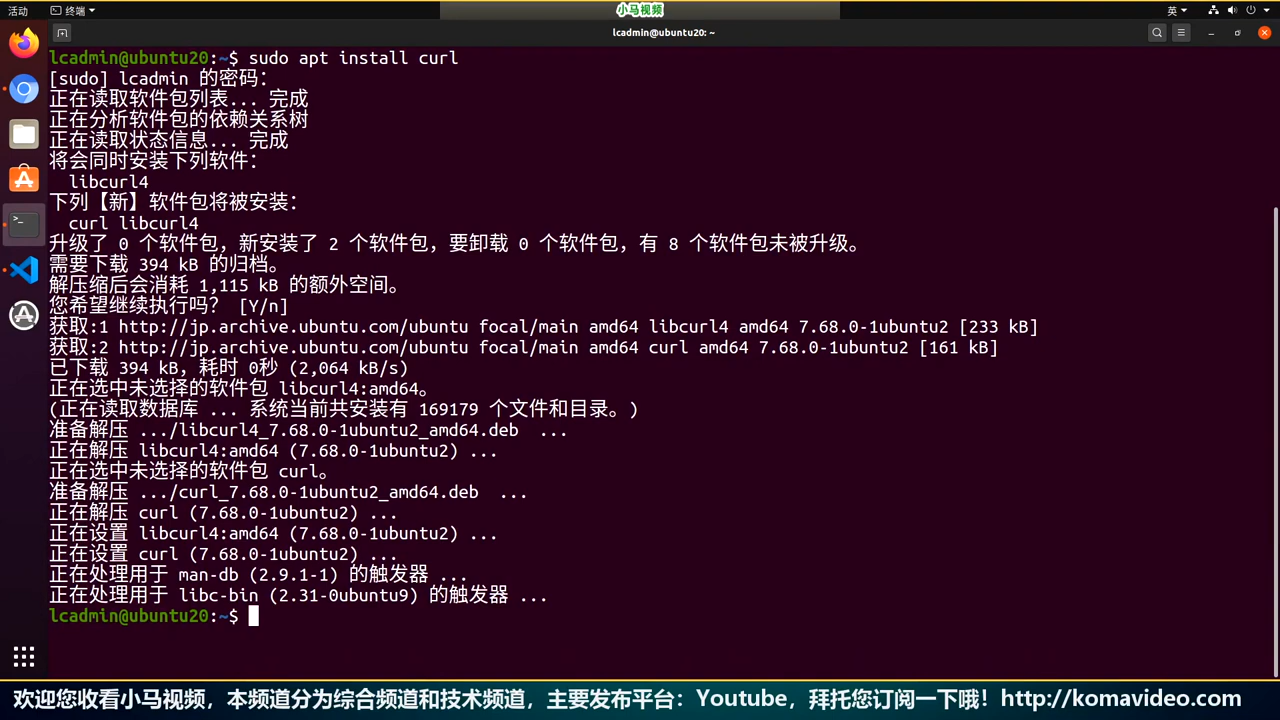 活动
终端
小马视频
英
lcadmin@ubuntu20: ~
lcadmin@ubuntu20:~$ sudo apt install curl
[sudo] lcadmin 的密码：
正在读取软件包列表... 完成
正在分析软件包的依赖关系树
正在读取状态信息... 完成
将会同时安装下列软件：
  libcurl4
下列【新】软件包将被安装：
  curl libcurl4
升级了 0 个软件包，新安装了 2 个软件包，要卸载 0 个软件包，有 8 个软件包未被升级。
需要下载 394 kB 的归档。
解压缩后会消耗 1,115 kB 的额外空间。
您希望继续执行吗？ [Y/n]
获取:1 http://jp.archive.ubuntu.com/ubuntu focal/main amd64 libcurl4 amd64 7.68.0-1ubuntu2 [233 kB]
获取:2 http://jp.archive.ubuntu.com/ubuntu focal/main amd64 curl amd64 7.68.0-1ubuntu2 [161 kB]
已下载 394 kB，耗时 0秒 (2,064 kB/s)
正在选中未选择的软件包 libcurl4:amd64。
(正在读取数据库 ... 系统当前共安装有 169179 个文件和目录。)
准备解压 .../libcurl4_7.68.0-1ubuntu2_amd64.deb  ...
正在解压 libcurl4:amd64 (7.68.0-1ubuntu2) ...
正在选中未选择的软件包 curl。
准备解压 .../curl_7.68.0-1ubuntu2_amd64.deb  ...
正在解压 curl (7.68.0-1ubuntu2) ...
正在设置 libcurl4:amd64 (7.68.0-1ubuntu2) ...
正在设置 curl (7.68.0-1ubuntu2) ...
正在处理用于 man-db (2.9.1-1) 的触发器 ...
正在处理用于 libc-bin (2.31-0ubuntu9) 的触发器 ...
lcadmin@ubuntu20:~$
欢迎您收看小马视频，本频道分为综合频道和技术频道，主要发布平台：Youtube，拜托您订阅一下哦！http://komavideo.com